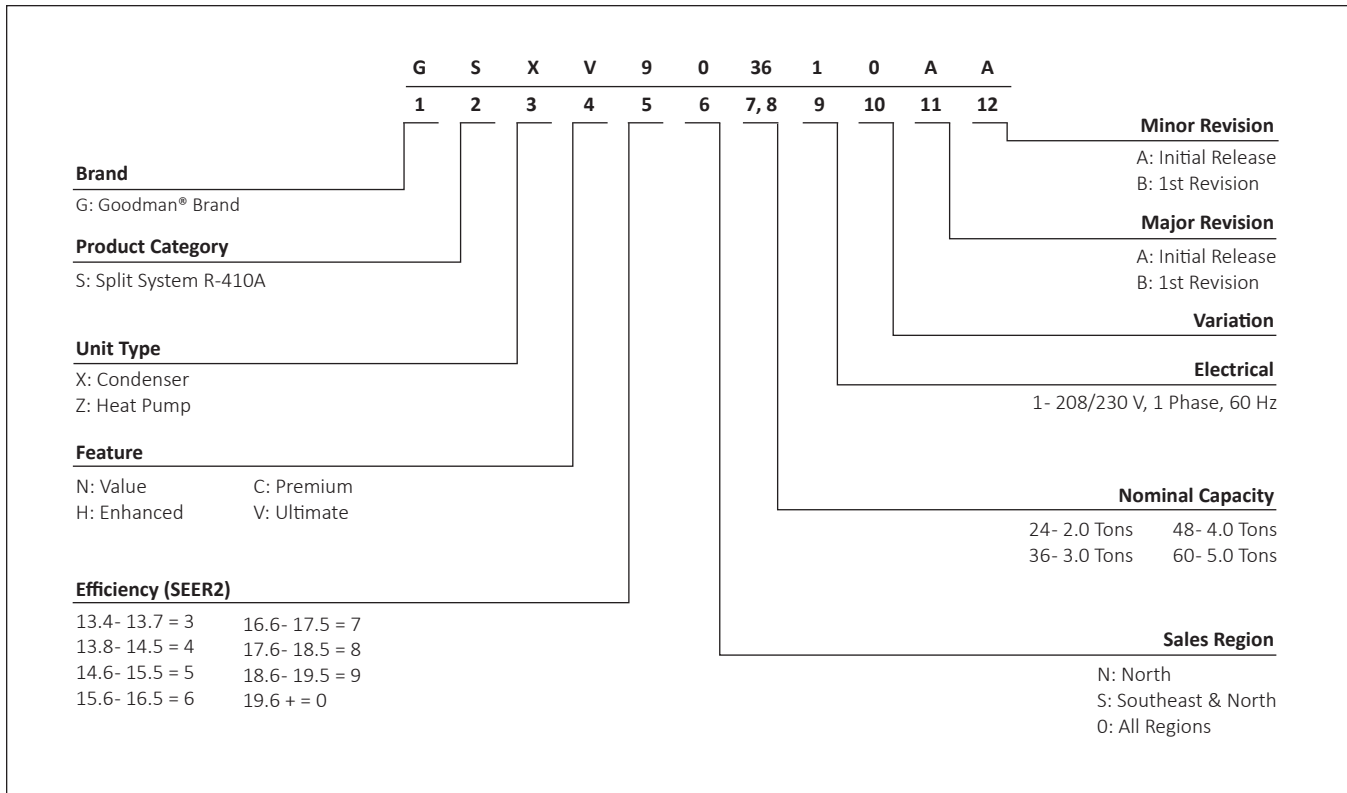 G S X V 9 0 36 1 0 A A
1 2 3 4 5 6 7, 8 9 10 11 12
Brand
G: Goodman® Brand
Product Category
S: Split System R-410A
Unit Type
X: Condenser
Z: Heat Pump
Feature
N: Value C: Premium
H: Enhanced V: Ultimate
Efficiency (SEER2)
13.4- 13.7 = 3 16.6- 17.5 = 7
13.8- 14.5 = 4 17.6- 18.5 = 8
14.6- 15.5 = 5 18.6- 19.5 = 9
15.6- 16.5 = 6 19.6 + = 0
Minor Revision
A: Initial Release
B: 1st Revision
Major Revision
A: Initial Release
B: 1st Revision
Variation
Electrical
1- 208/230 V, 1 Phase, 60 Hz
Nominal Capacity
24- 2.0 Tons 48- 4.0 Tons
36- 3.0 Tons 60- 5.0 Tons
Sales Region
N: North
S: Southeast & North
0: All Regions